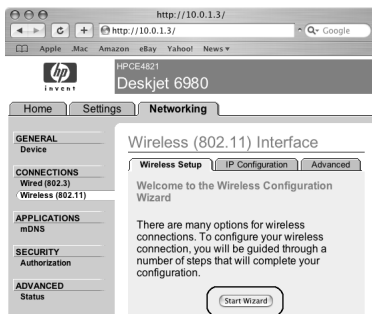 http://10.0.1.3/
http://10.0.1.3/
Google
Apple .Mac Amazon eBay Yahoo! News
hp
invent
HPCE4821
Deskjet 6980
Home Settings Networking
GENERAL
Device
CONNECTIONS
Wired (802.3)
Wireless (802.11)
APPLICATIONS
mDNS
SECURITY
Authorization
ADVANCED
Status
Wireless (802.11) Interface
Wireless Setup IP Configuration Advanced
Welcome to the Wireless Configuration
Wizard
There are many options for wireless
connections. To configure your wireless
connection, you will be guided through a
number of steps that will complete your
configuration.
Start Wizard